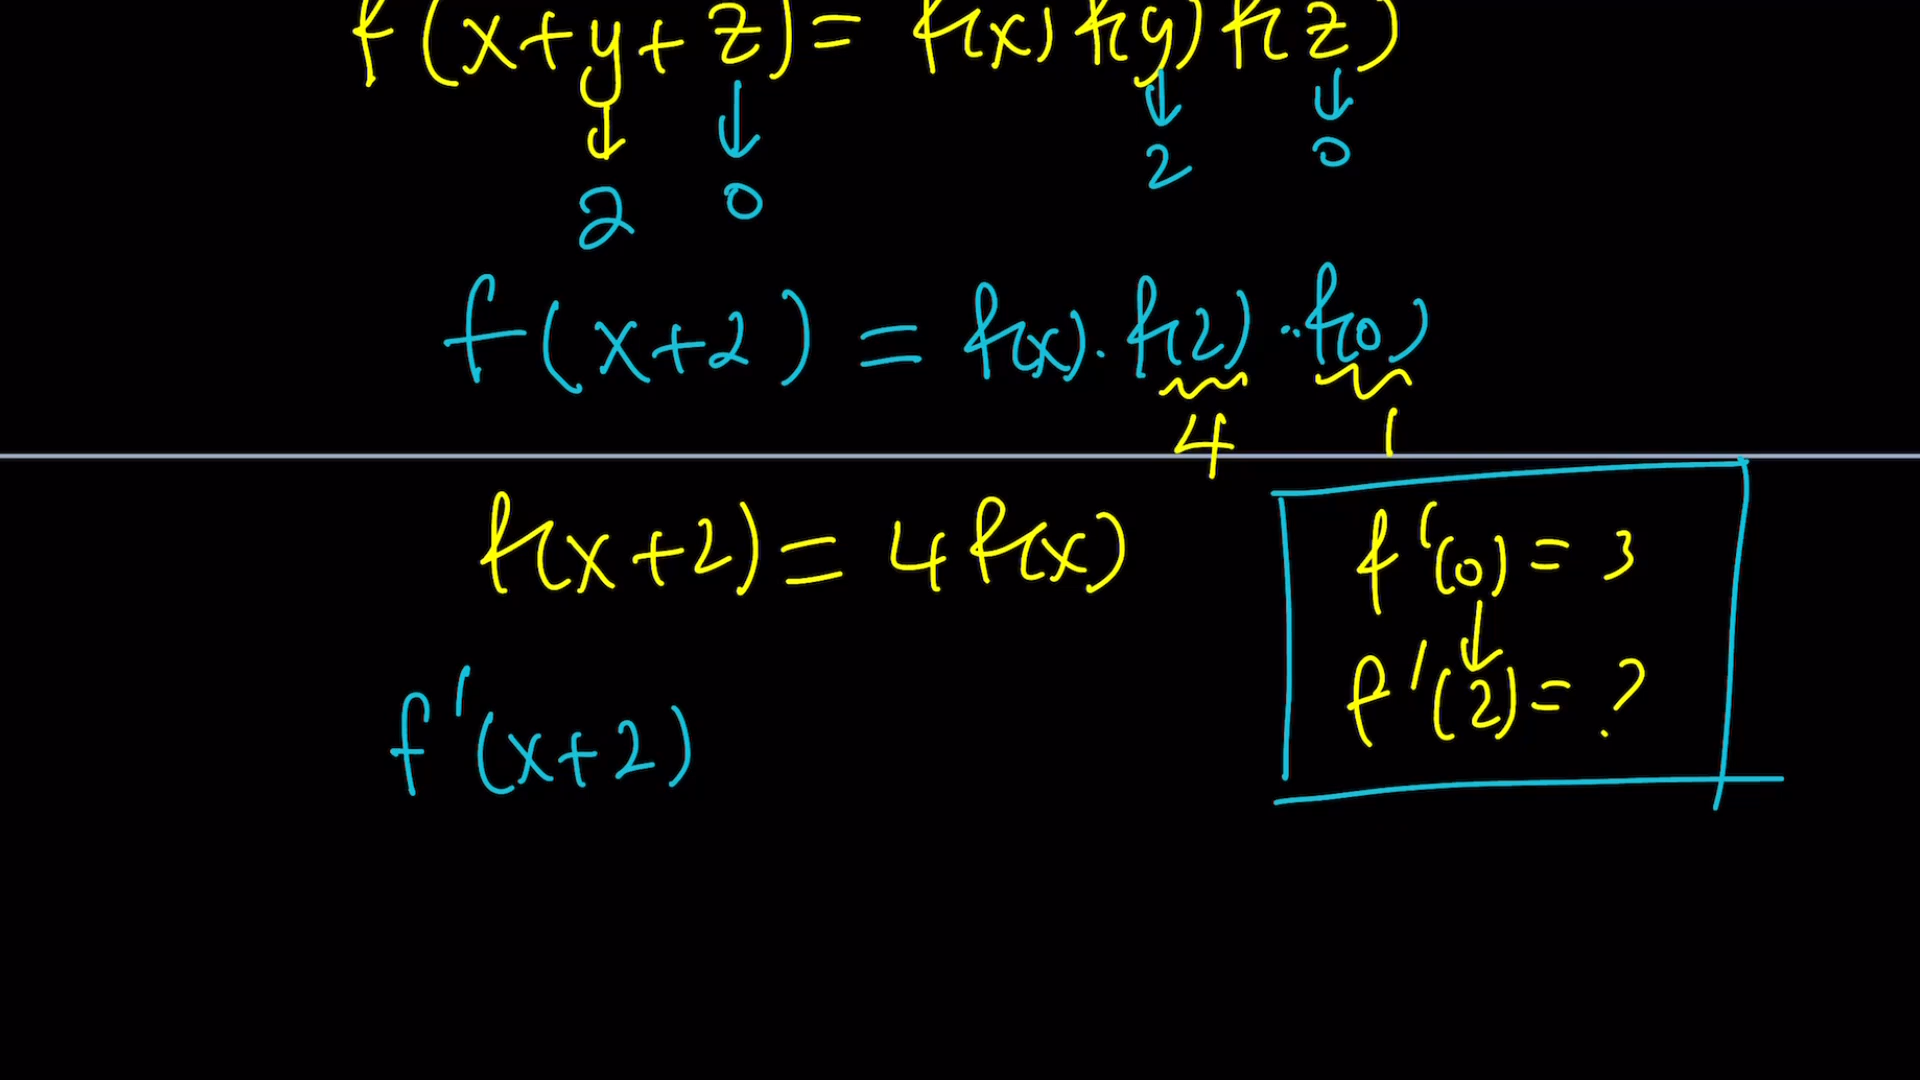 f(x+y+z) = f(x) f(y) f(z)
↓ ↓ ↓ ↓
2 0 2 0
f(x+2) = f(x). f(2) . f(0)
4 1
f(x+2) = 4f(x)
f'(x+2)
f'(0) = 3
↓
f'(2) = ?